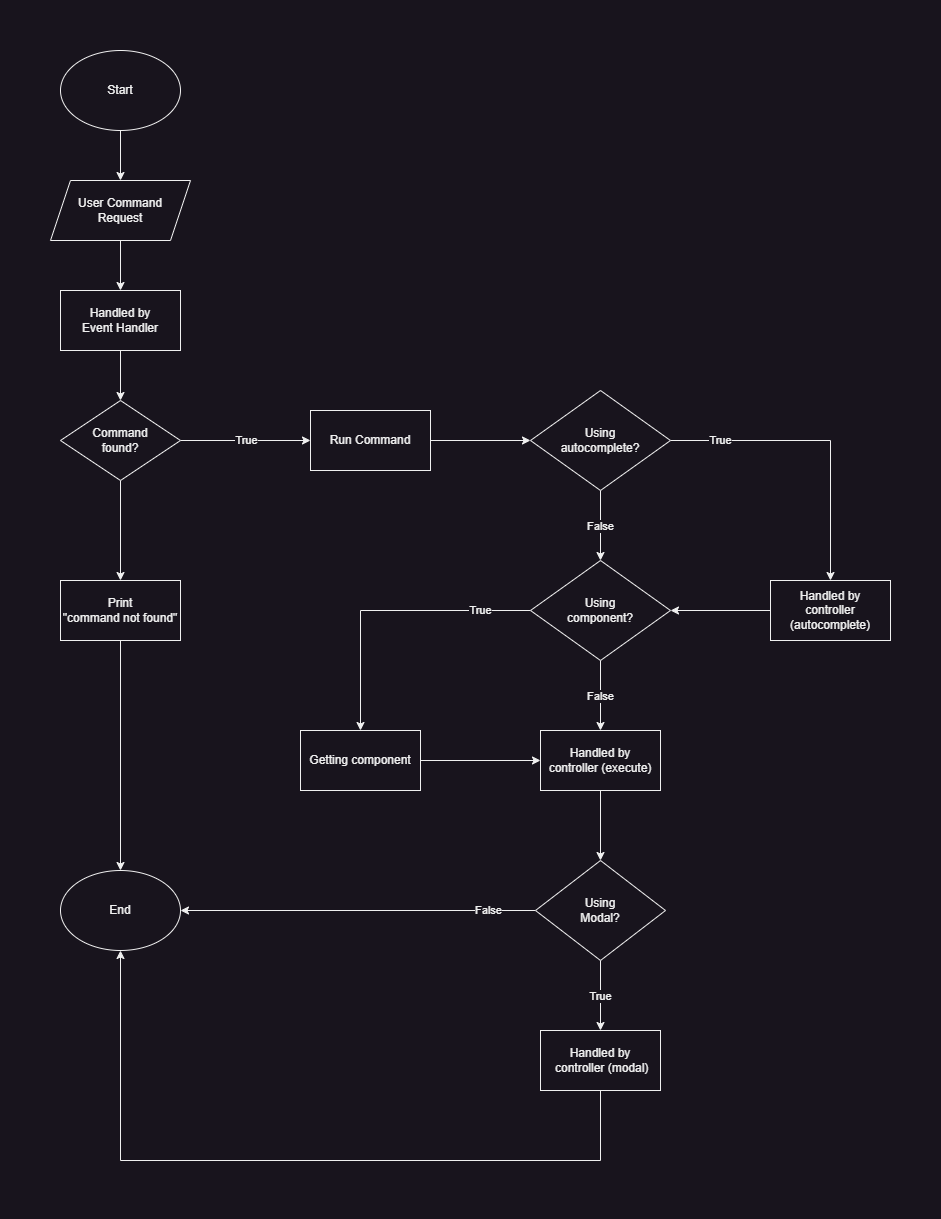 Start
User Command
Request
Handled by
Event Handler
Command
found?
True
Run Command
Using
autocomplete?
True
False
Print
"command not found"
True
Using
component?
Handled by
controller
(autocomplete)
False
Getting component
Handled by
controller (execute)
End
False
Using
Modal?
True
Handled by
controller (modal)